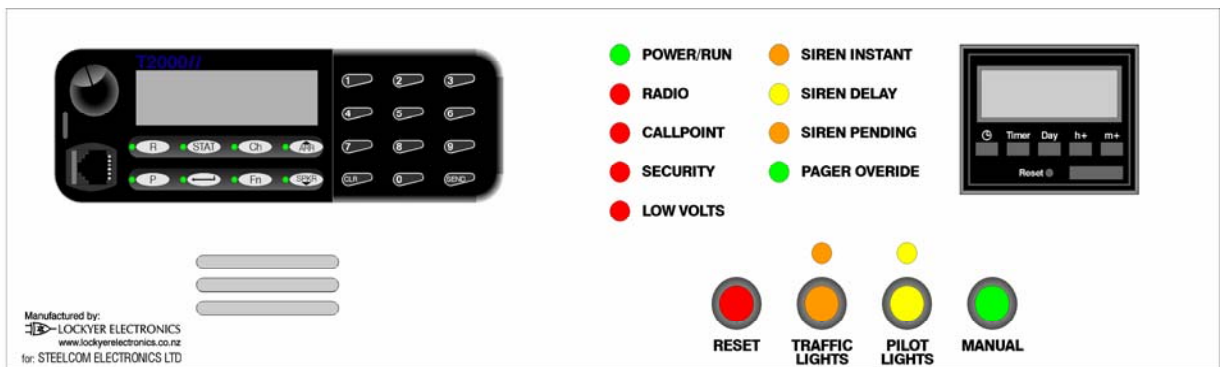 T2000//
1 2 3
4 5 6
R STAT Ch ARR
7 8 9
P Fn SPKR
CLR 0 SEND
POWER/RUN
RADIO
CALLPOINT
SECURITY
LOW VOLTS
SIREN INSTANT
SIREN DELAY
SIREN PENDING
PAGER OVERIDE
Timer Day h+ m+
Reset
RESET
TRAFFIC
LIGHTS
PILOT
LIGHTS
MANUAL
Manufactured by:
LOCKYER ELECTRONICS
www.lockyerelectronics.co.nz
for: STEELCOM ELECTRONICS LTD